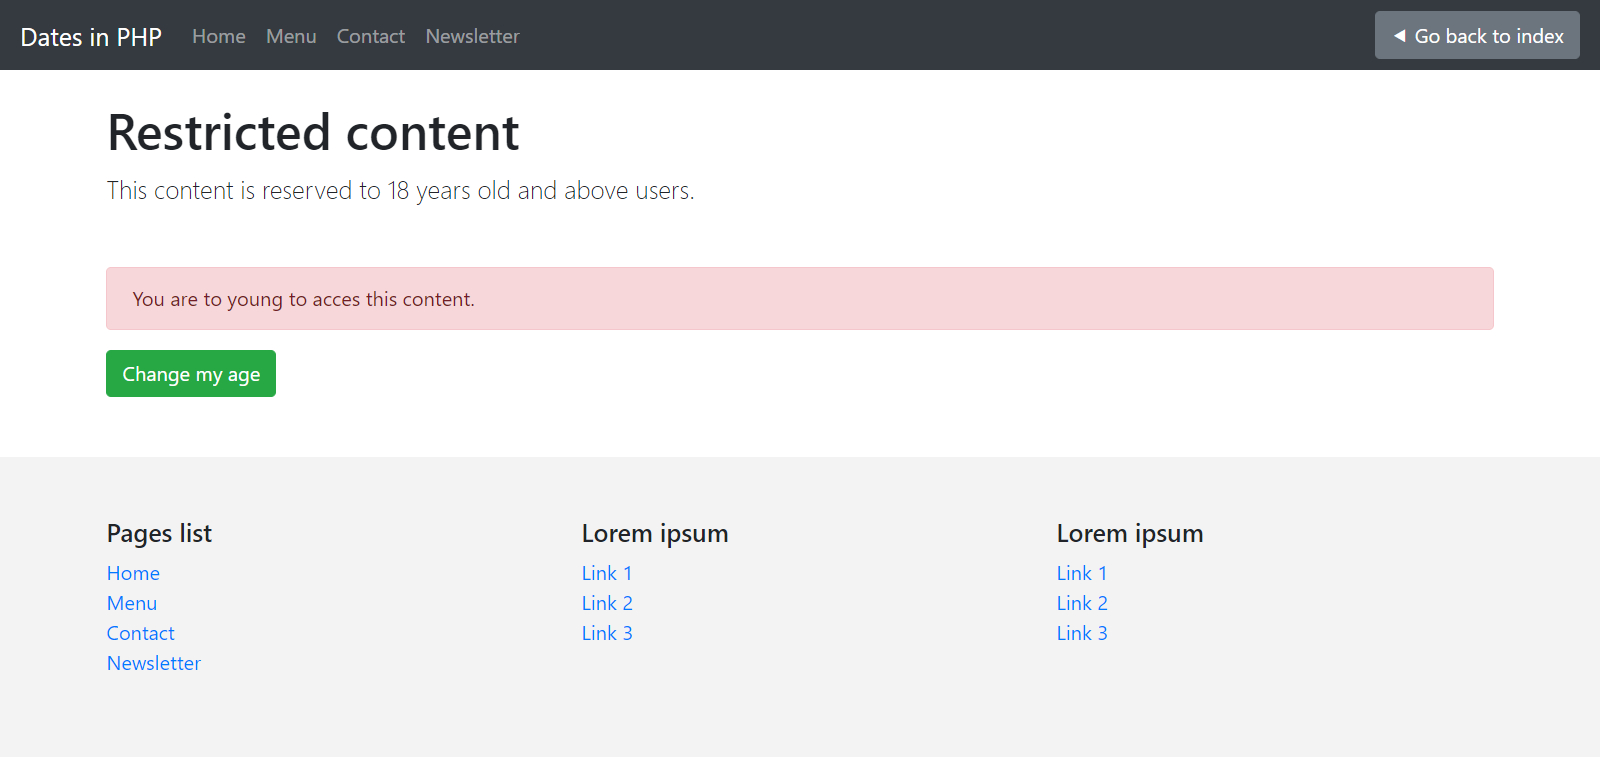 Dates in PHP Home Menu Contact Newsletter ◄ Go back to index
Restricted content
This content is reserved to 18 years old and above users.
You are to young to acces this content.
Change my age
Pages list
Home
Menu
Contact
Newsletter
Lorem ipsum
Link 1
Link 2
Link 3
Lorem ipsum
Link 1
Link 2
Link 3